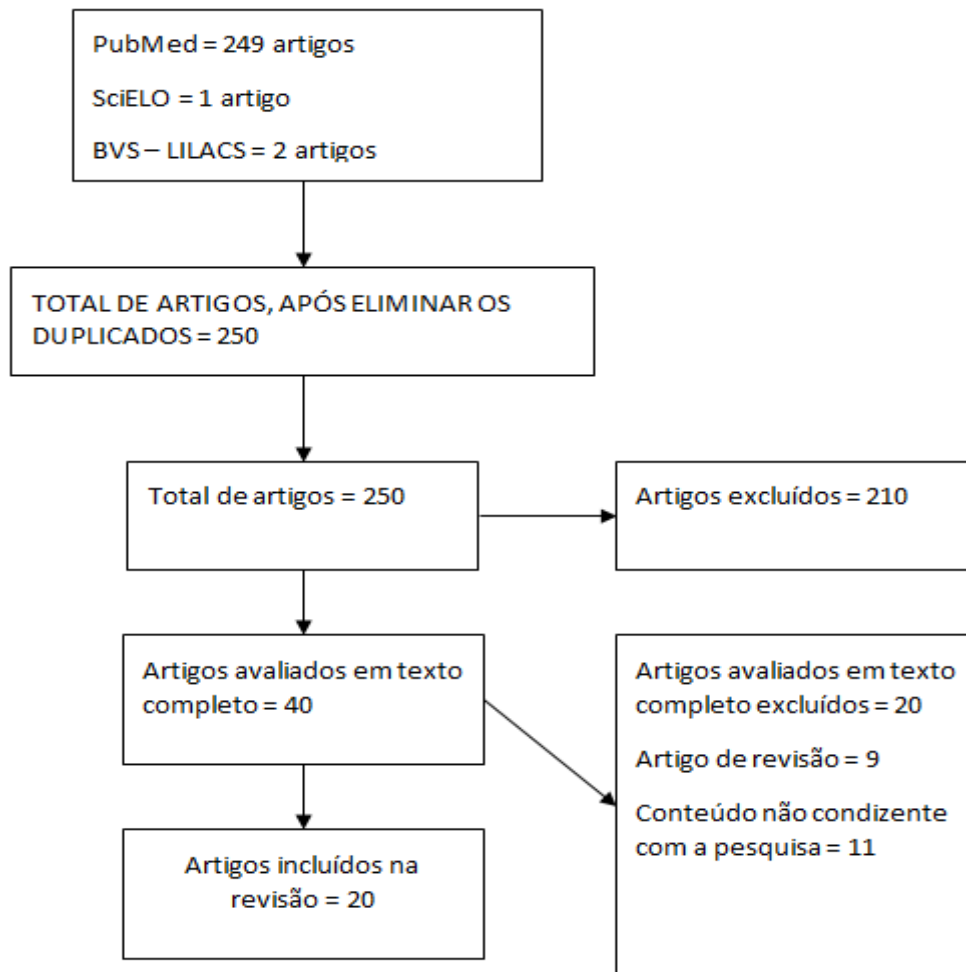 PubMed = 249 artigos
SciELO = 1 artigo
BVS – LILACS = 2 artigos
TOTAL DE ARTIGOS, APÓS ELIMINAR OS
DUPLICADOS = 250
Total de artigos = 250
Artigos excluídos = 210
Artigos avaliados em texto
completo = 40
Artigos avaliados em texto
completo excluídos = 20
Artigo de revisão = 9
Conteúdo não condizente
com a pesquisa = 11
Artigos incluídos na
revisão = 20